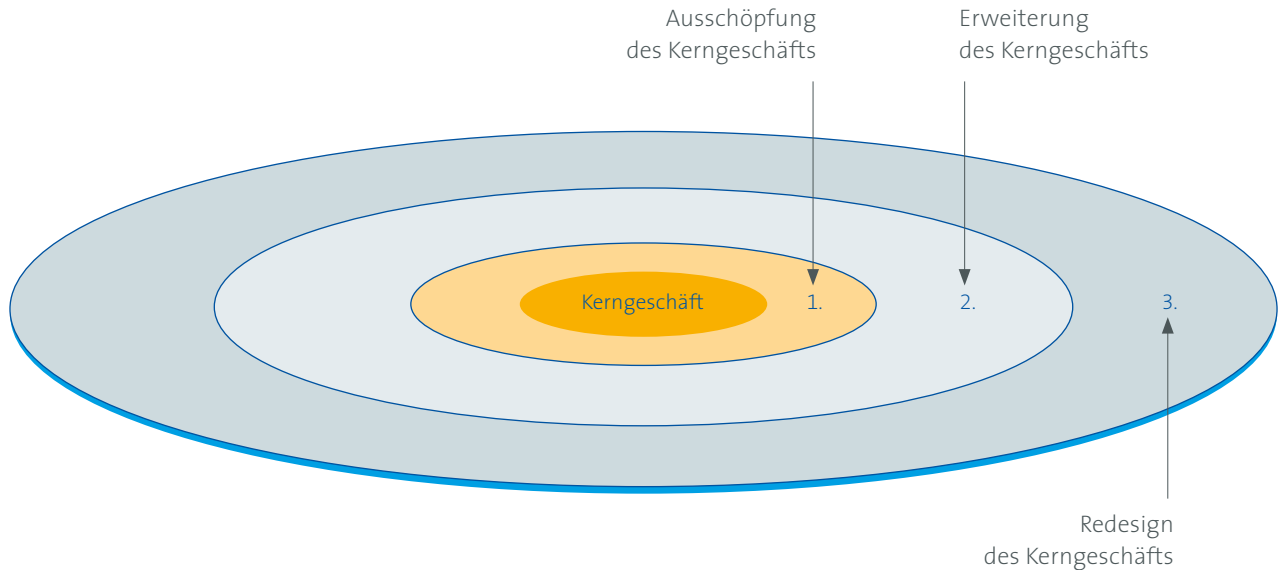 Ausschöpfung
des Kerngeschäfts
Erweiterung
des Kerngeschäfts
Kerngeschäft
1.
2.
3.
Redesign
des Kerngeschäfts